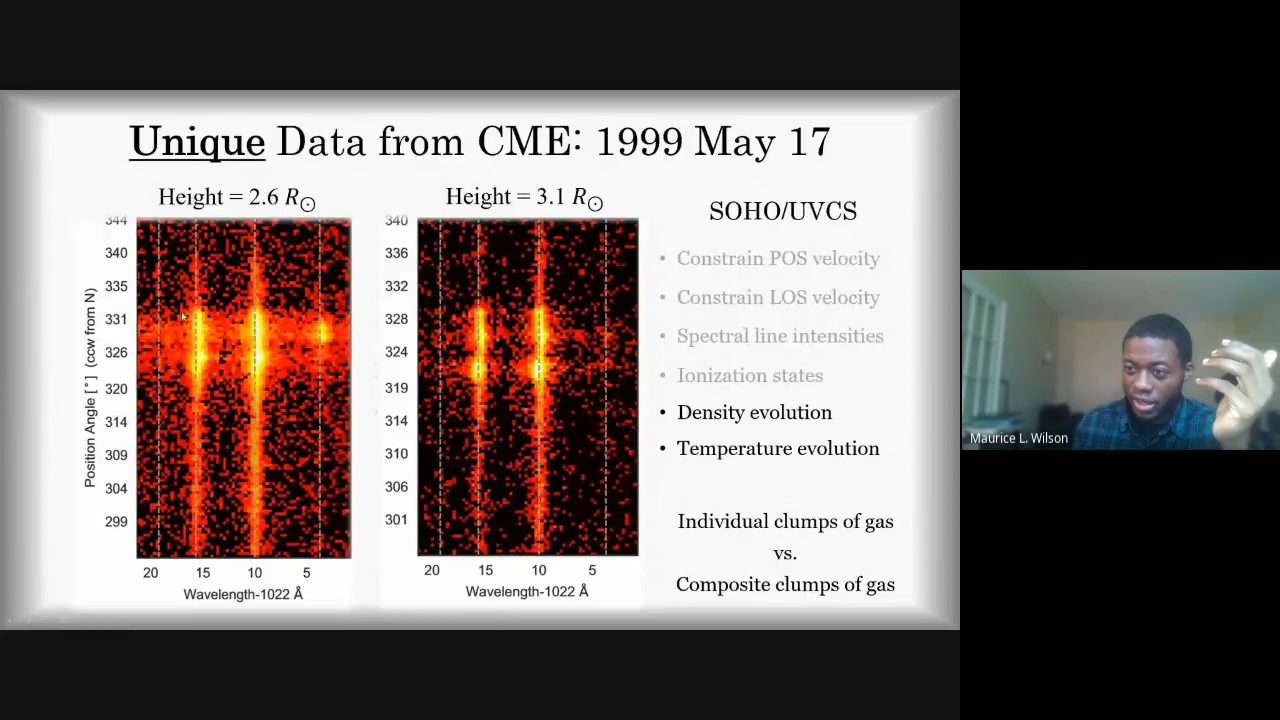 Unique Data from CME: 1999 May 17
Height = 2.6 R☉
344
340
335
331
326
320
314
309
304
299
Position Angle [°] (ccw from N)
20 15 10 5
Wavelength-1022 Å
Height = 3.1 R☉
340
336
332
328
324
319
314
310
306
301
20 15 10 5
Wavelength-1022 Å
SOHO/UVCS
• Constrain POS velocity
• Constrain LOS velocity
• Spectral line intensities
• Ionization states
• Density evolution
• Temperature evolution
Individual clumps of gas
vs.
Composite clumps of gas
Maurice L. Wilson